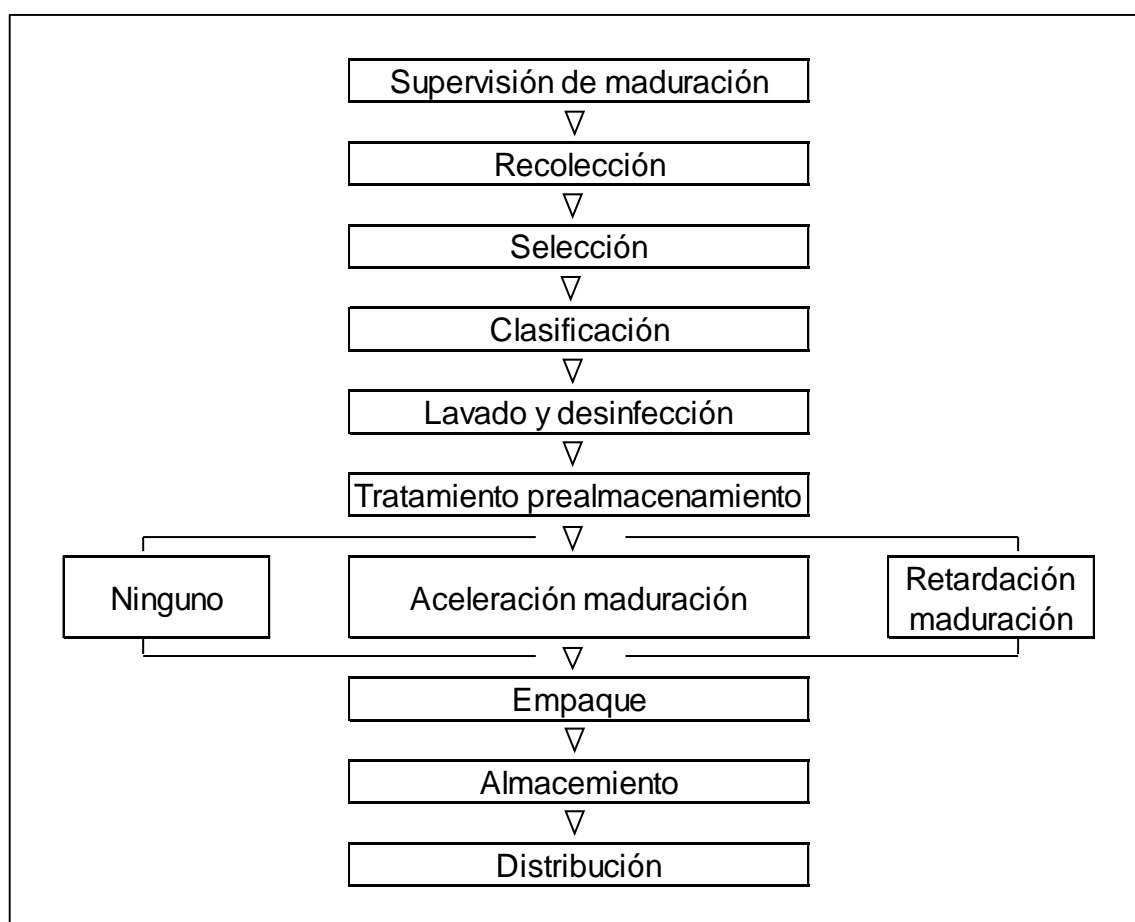 Supervisión de maduración
Recolección
Selección
Clasificación
Lavado y desinfección
Tratamiento prealmacenamiento
Ninguno
Aceleración maduración
Retardación
maduración
Empaque
Almacemiento
Distribución